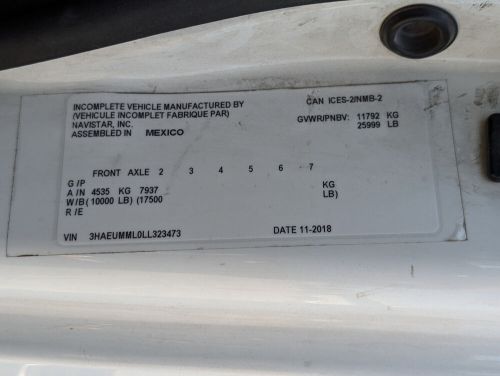 INCOMPLETE VEHICLE MANUFACTURED BY
(VEHICULE INCOMPLET FABRIQUE PAR)
NAVISTAR, INC.
ASSEMBLED IN MEXICO
CAN ICES-2/NMB-2
GVWR/PNBV: 11792 KG
25999 LB
FRONT AXLE 2 3 4 5 6 7
G/P
A/N 4535 KG 7937 KG
W/B (10000 LB) (17500 LB)
R/E
VIN 3HAEUMML0LL323473 DATE 11-2018